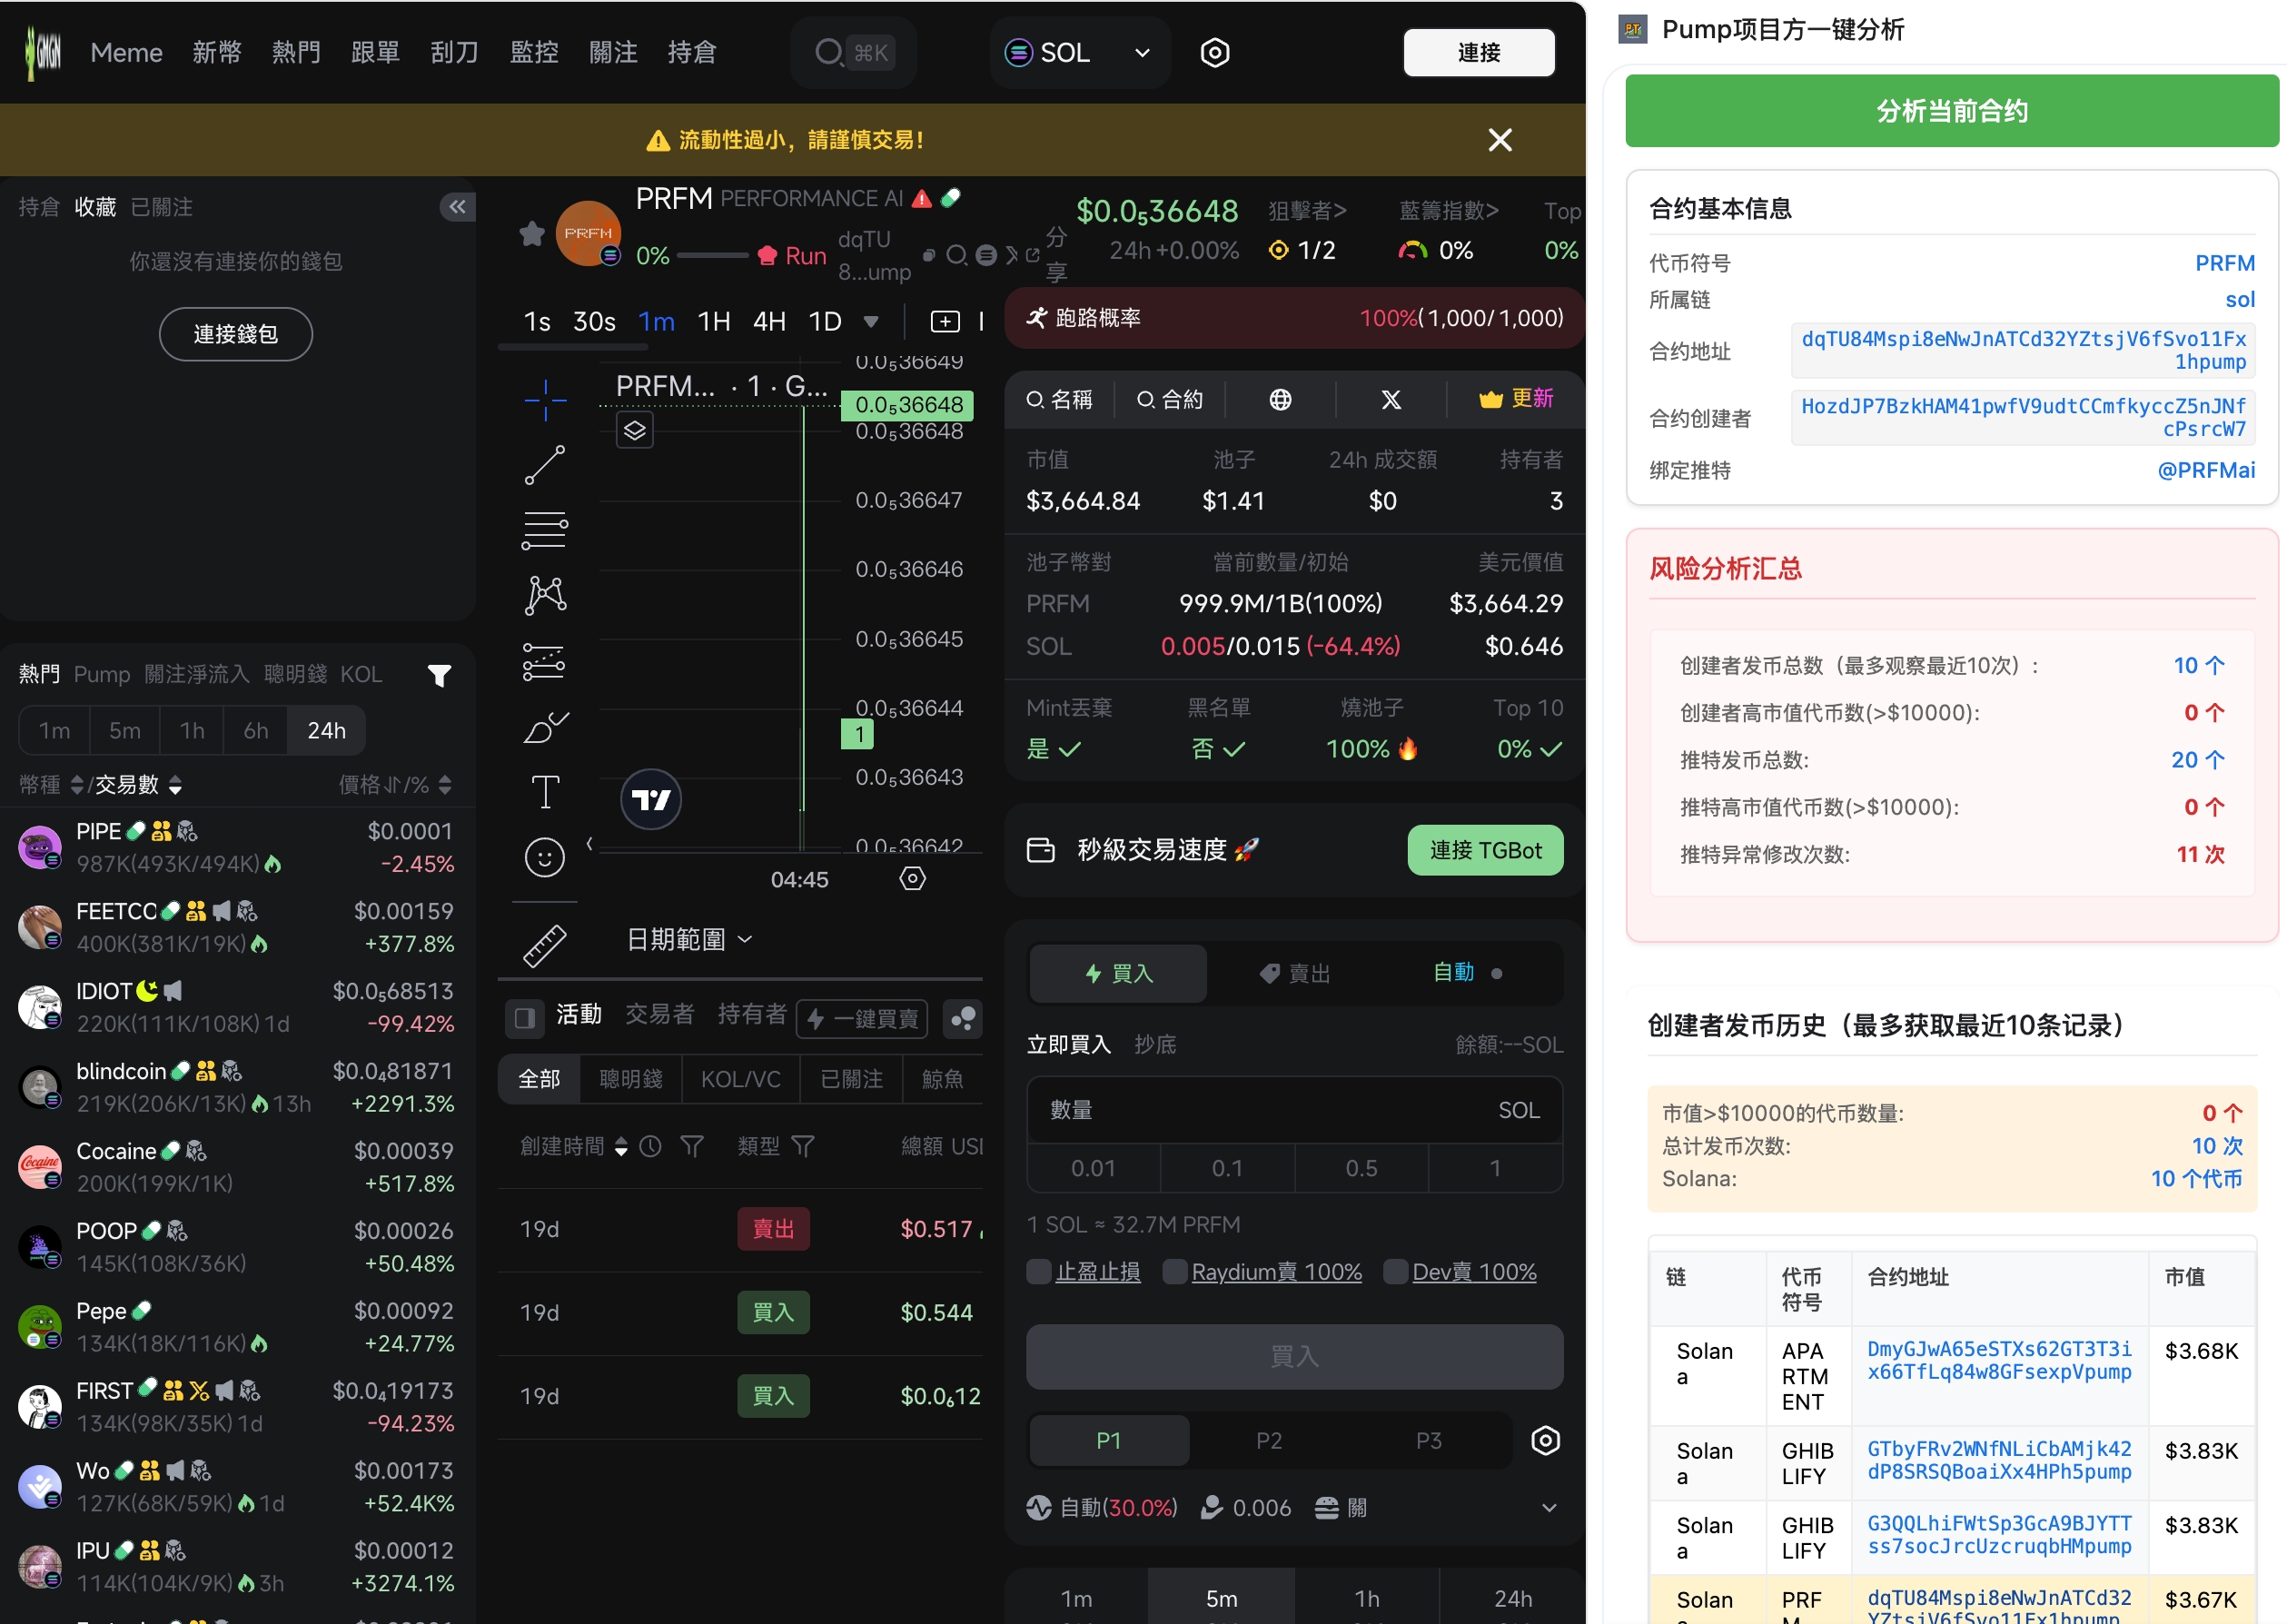 GMGN
Meme 新幣 熱門 跟單 刮刀 監控 關注 持倉
⌘K
SOL
連接
流動性過小，請謹慎交易！
持倉 收藏 已關注
你還沒有連接你的錢包
連接錢包
熱門 Pump 關注淨流入 聰明錢 KOL
1m 5m 1h 6h 24h
幣種 /交易數 價格 /%
PIPE $0.0001
987K(493K/494K) -2.45%
FEETCO $0.00159
400K(381K/19K) +377.8%
IDIOT $0.0₅68513
220K(111K/108K) 1d -99.42%
blindcoin $0.0₄81871
219K(206K/13K) 13h +2291.3%
Cocaine $0.00039
200K(199K/1K) +517.8%
POOP $0.00026
145K(108K/36K) +50.48%
Pepe $0.00092
134K(18K/116K) +24.77%
FIRST $0.0₄19173
134K(98K/35K) 1d -94.23%
Wo $0.00173
127K(68K/59K) 1d +52.4K%
IPU $0.00012
114K(104K/9K) 3h +3274.1%
PRFM PERFORMANCE AI
PRFM
0% Run
dqTU
8...ump
分
享
$0.0₅36648
24h +0.00%
狙擊者>
1/2
藍籌指數>
0%
Top
0%
1s 30s 1m 1H 4H 1D
PRFM... · 1 · G...
0.0₅36649
0.0₅36648
0.0₅36648
0.0₅36647
0.0₅36646
0.0₅36645
0.0₅36644
1
0.0₅36643
0.0₅36642
04:45
日期範圍
活動 交易者 持有者 一鍵買賣
全部 聰明錢 KOL/VC 已關注 鯨魚
創建時間 類型 總額 USD
19d 賣出 $0.517
19d 買入 $0.544
19d 買入 $0.0₆12
跑路概率 100%(1,000/1,000)
名稱 合約 更新
市值 池子 24h 成交額 持有者
$3,664.84 $1.41 $0 3
池子幣對 當前數量/初始 美元價值
PRFM 999.9M/1B(100%) $3,664.29
SOL 0.005/0.015 (-64.4%) $0.646
Mint丟棄 黑名單 燒池子 Top 10
是 否 100% 0%
秒級交易速度 連接 TGBot
買入 賣出 自動
立即買入 抄底 餘額:--SOL
數量 SOL
0.01 0.1 0.5 1
1 SOL ≈ 32.7M PRFM
止盈止損 Raydium賣 100% Dev賣 100%
買入
P1 P2 P3
自動(30.0%) 0.006 關
1m 5m 1h 24h
Pump项目方一键分析
分析当前合约
合约基本信息
代币符号 PRFM
所属链 sol
合约地址 dqTU84Mspi8eNwJnATCd32YZtsjV6fSvo11Fx
1hpump
合约创建者 HozdJP7BzkHAM41pwfV9udtCCmfkyccZ5nJNf
cPsrcW7
绑定推特 @PRFMai
风险分析汇总
创建者发币总数（最多观察最近10次）: 10 个
创建者高市值代币数(>$10000): 0 个
推特发币总数: 20 个
推特高市值代币数(>$10000): 0 个
推特异常修改次数: 11 次
创建者发币历史（最多获取最近10条记录）
市值>$10000的代币数量: 0 个
总计发币次数: 10 次
Solana: 10 个代币
链 代币
符号 合约地址 市值
Solan
a APA
RTM
ENT DmyGJwA65eSTXs62GT3T3i
x66TfLq84w8GFsexpVpump $3.68K
Solan
a GHIB
LIFY GTbyFRv2WNfNLiCbAMjk42
dP8SRSQBoaiXx4HPh5pump $3.83K
Solan
a GHIB
LIFY G3QQLhiFWtSp3GcA9BJYTT
ss7socJrcUzcruqbHMpump $3.83K
Solan
a PRF
M dqTU84Mspi8eNwJnATCd32
YZtsjV6fSvo11Fx1hpump $3.67K